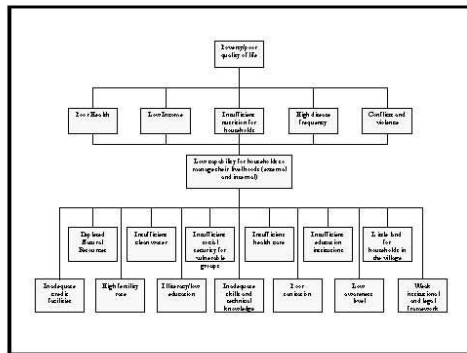 quality of life
Poor Health
Low Income
Insufficient
nutrition for
households
High disease
frequency
Conflicts and
violence
Low capability for households to
manage their livelihoods (external
and internal)
Depleted
Natural
Resources
Insufficient
clean water
Insufficient
social
security for
vulnerable
groups
Insufficient
health care
Insufficient
education
institutions
Little land
for
households in
the village
Inadequate
credit
facilities
High fertility
rate
Illiteracy/low
education
Inadequate
skills and
technical
knowledge
Poor
sanitation
Low
awareness
level
Weak
institutional
and legal
framework